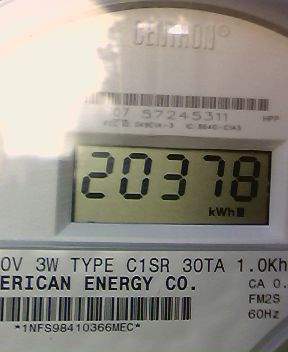 CENTRON®
07 57245311 HPP
20378
kWh
0V 3W TYPE C1SR 30TA 1.0Kh
ERICAN ENERGY CO. CA 0.
FM2S
60Hz
*1NFS98410366MEC*